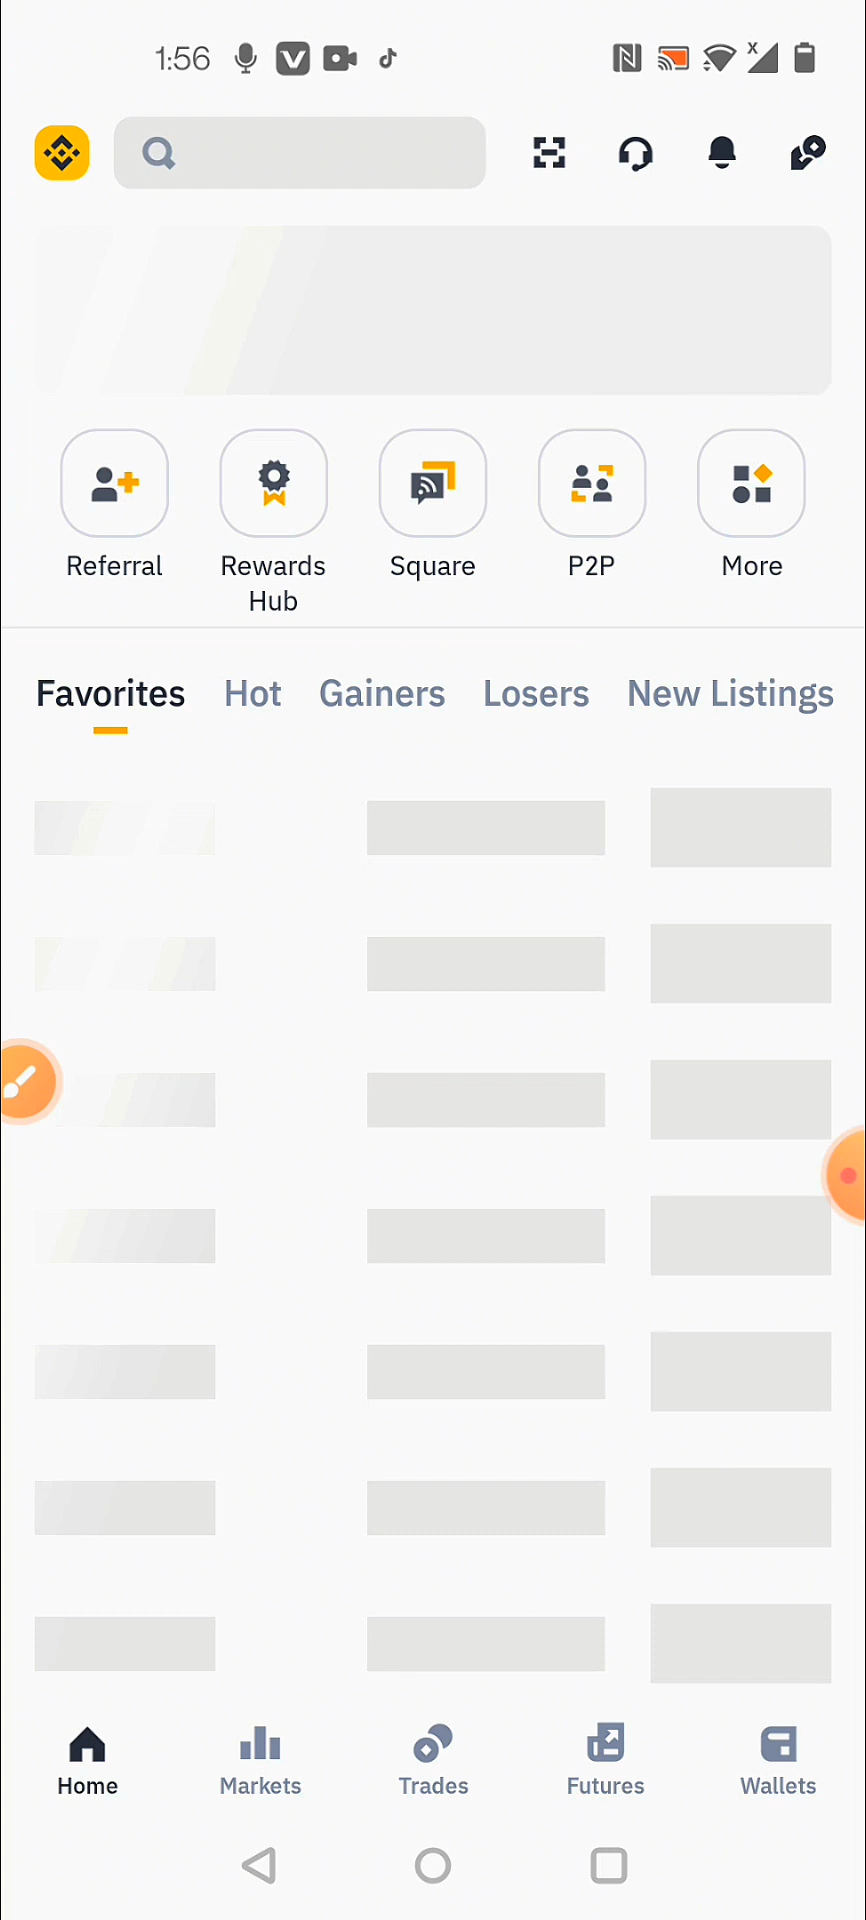 1:56
Referral
Rewards
Hub
Square
P2P
More
Favorites
Hot
Gainers
Losers
New Listings
Home
Markets
Trades
Futures
Wallets